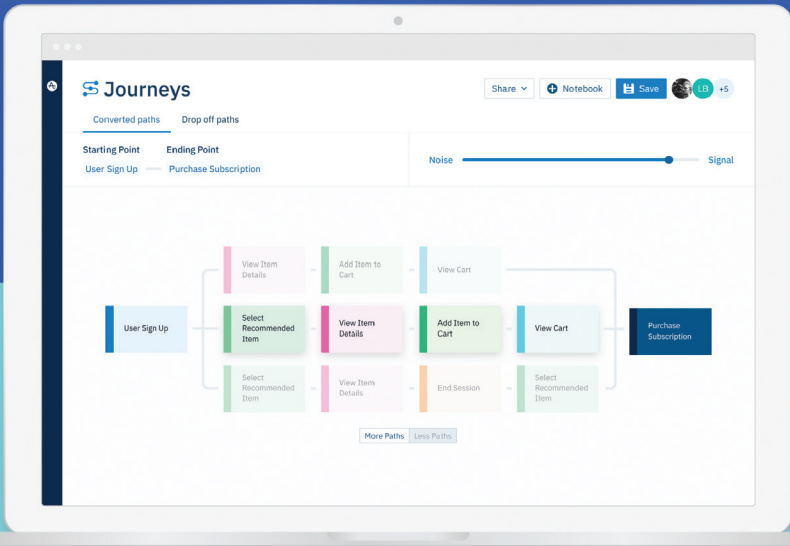 Journeys
Share
Notebook
Save
LB
+5
Converted paths
Drop off paths
Starting Point
Ending Point
User Sign Up
Purchase Subscription
Noise
Signal
View Item
Details
Add Item to
Cart
View Cart
User Sign Up
Select
Recommended
Item
View Item
Details
Add Item to
Cart
View Cart
Purchase
Subscription
Select
Recommended
Item
View Item
Details
End Session
Select
Recommended
Item
More Paths
Less Paths